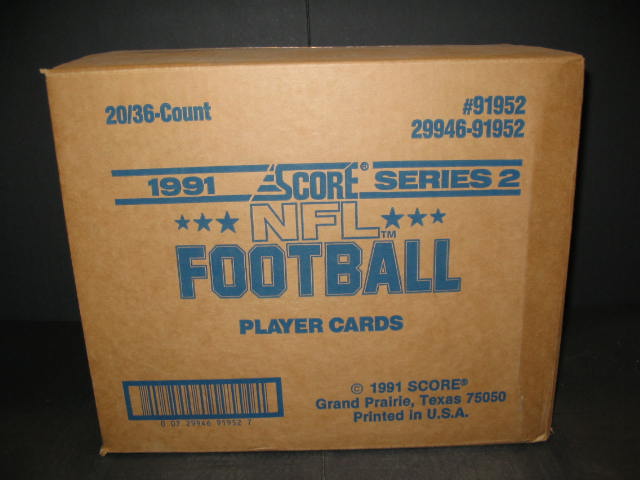 20/36-Count
#91952
29946-91952
1991 SCORE® SERIES 2
★★★ NFL™ ★★★
FOOTBALL
PLAYER CARDS
0 07 29946 91952 7
© 1991 SCORE®
Grand Prairie, Texas 75050
Printed in U.S.A.